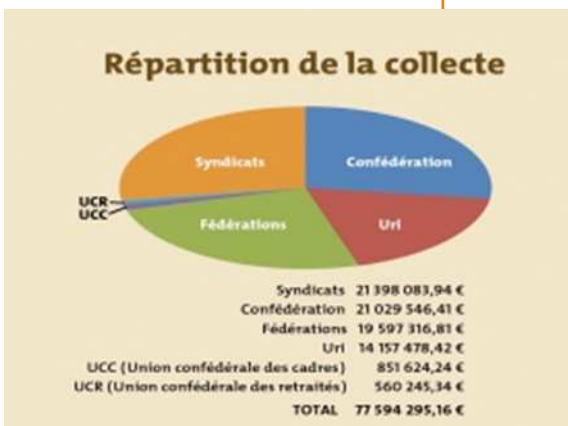 Répartition de la collecte
Syndicats
Confédération
UCR
UCC
Fédérations
Uri
Syndicats 21 398 083,94 €
Confédération 21 029 546,41 €
Fédérations 19 597 316,81 €
Uri 14 157 478,42 €
UCC (Union confédérale des cadres) 851 624,24 €
UCR (Union confédérale des retraités) 560 245,34 €
TOTAL 77 594 295,16 €